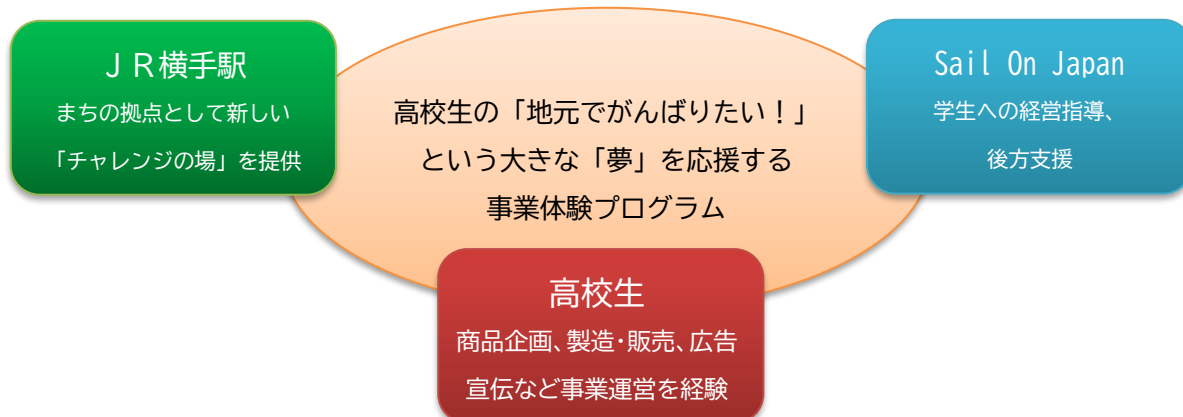 ＪＲ横手駅
まちの拠点として新しい
「チャレンジの場」を提供
高校生の「地元でがんばりたい！」
という大きな「夢」を応援する
事業体験プログラム
Sail On Japan
学生への経営指導、
後方支援
高校生
商品企画、製造・販売、広告
宣伝など事業運営を経験